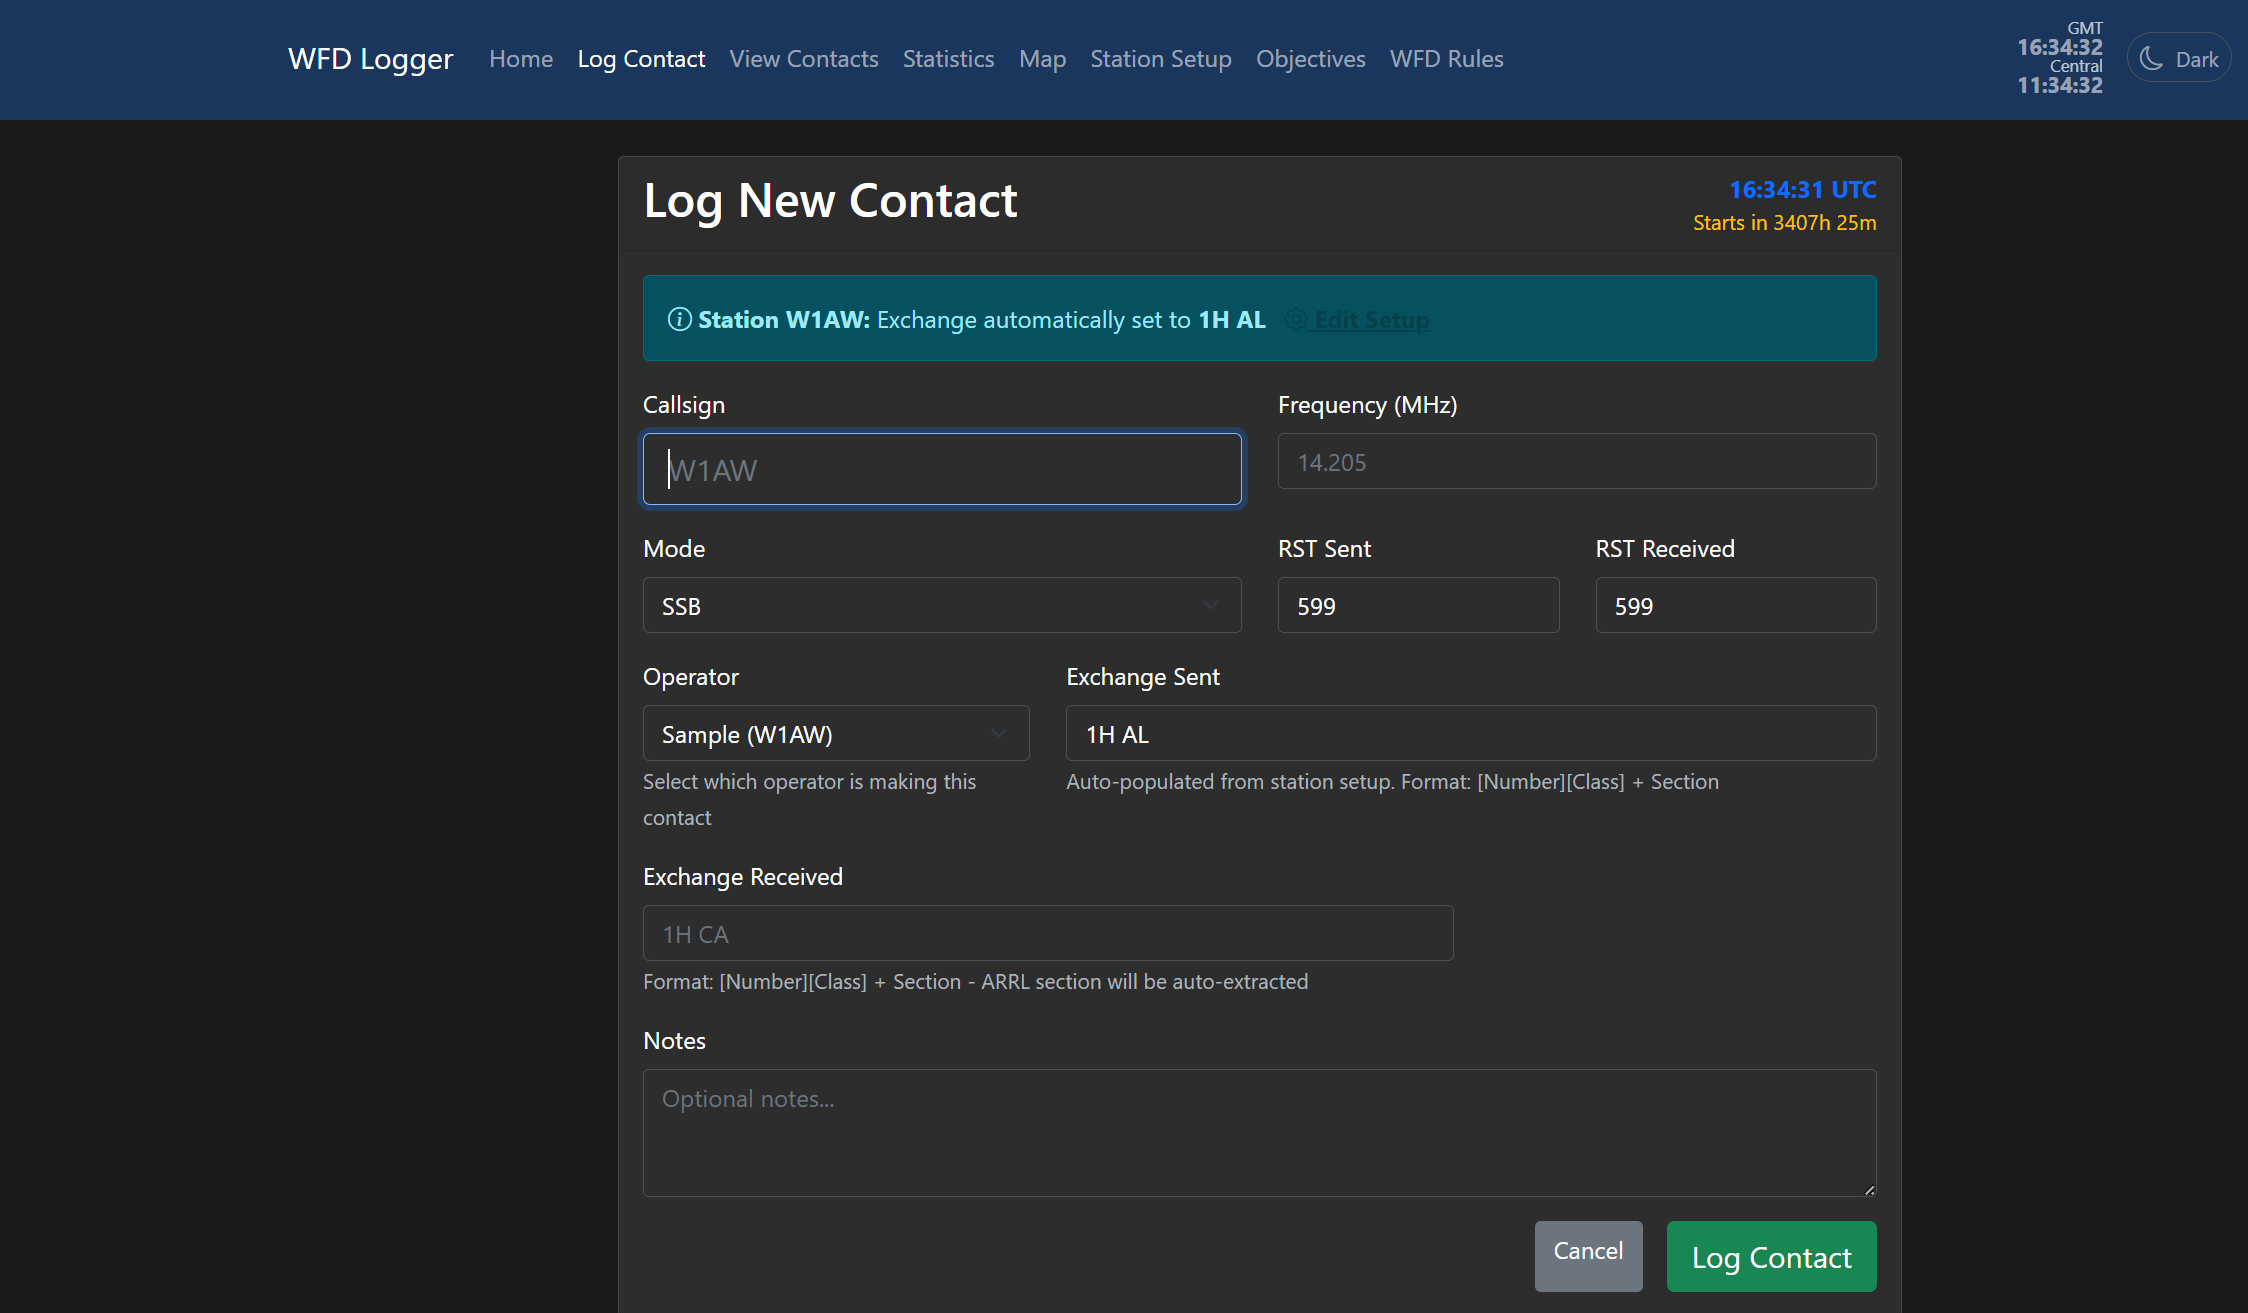 WFD Logger Home Log Contact View Contacts Statistics Map Station Setup Objectives WFD Rules
GMT
16:34:32
Central
11:34:32
Dark
Log New Contact
16:34:31 UTC
Starts in 3407h 25m
Station W1AW: Exchange automatically set to 1H AL Edit Setup
Callsign
W1AW
Frequency (MHz)
14.205
Mode
SSB
RST Sent
599
RST Received
599
Operator
Sample (W1AW)
Select which operator is making this
contact
Exchange Sent
1H AL
Auto-populated from station setup. Format: [Number][Class] + Section
Exchange Received
1H CA
Format: [Number][Class] + Section - ARRL section will be auto-extracted
Notes
Optional notes...
Cancel
Log Contact